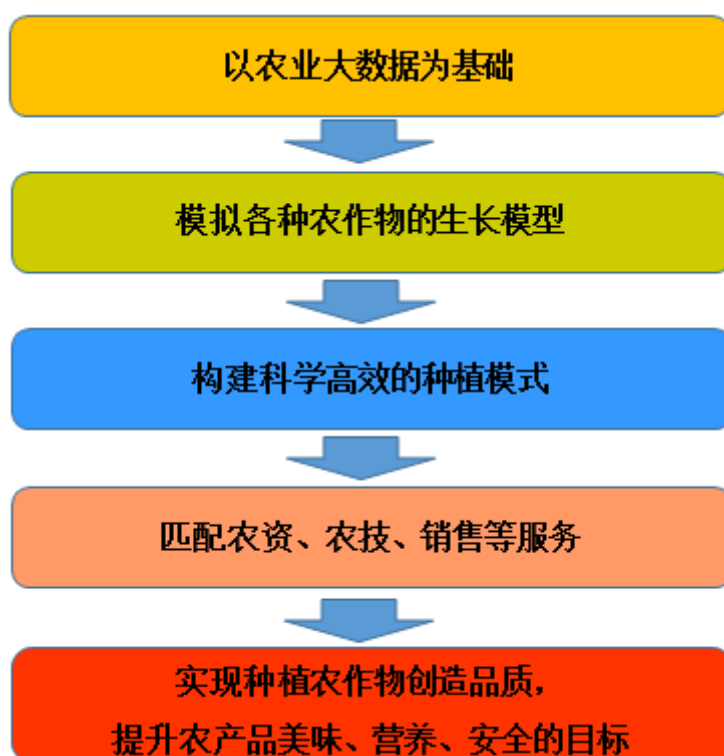 以农业大数据为基础
模拟各种农作物的生长模型
构建科学高效的种植模式
匹配农资、农技、销售等服务
实现种植农作物创造品质，
提升农产品美味、营养、安全的目标